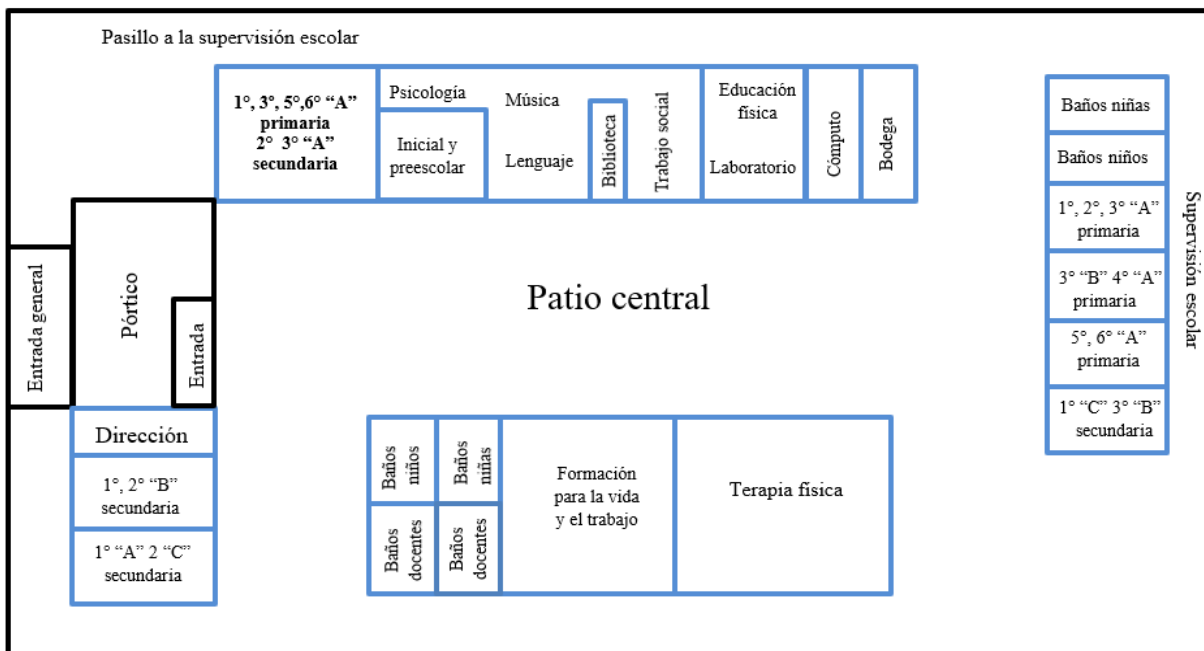 Pasillo a la supervisión escolar
1°, 3°, 5°,6° “A”
primaria
2° 3° “A”
secundaria
Psicología
Inicial y
preescolar
Música
Lenguaje
Biblioteca
Trabajo social
Educación
física
Laboratorio
Cómputo
Bodega
Baños niñas
Baños niños
1°, 2°, 3° “A”
primaria
3° “B” 4° “A”
primaria
5°, 6° “A”
primaria
1° “C” 3° “B”
secundaria
Supervisión escolar
Entrada general
Pórtico
Entrada
Patio central
Dirección
1°, 2° “B”
secundaria
1° “A” 2 “C”
secundaria
Baños
niños
Baños
niñas
Baños
docentes
Baños
docentes
Formación
para la vida
y el trabajo
Terapia física